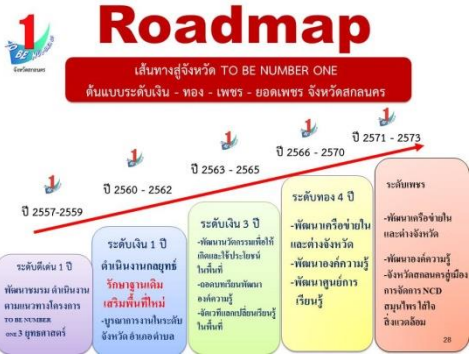 Roadmap
1
TO BE NUMBER ONE
จังหวัดสกลนคร
เส้นทางสู่จังหวัด TO BE NUMBER ONE
ต้นแบบระดับเงิน - ทอง - เพชร - ยอดเพชร จังหวัดสกลนคร
ปี 2557-2559
ปี 2560 - 2562
ปี 2563 - 2565
ปี 2566 - 2570
ปี 2571 - 2573
ระดับดีเด่น 1 ปี
พัฒนาชมรม ดำเนินงาน
ตามแนวทางโครงการ
TO BE NUMBER
one 3 ยุทธศาสตร์
ระดับเงิน 1 ปี
ดำเนินงานกลยุทธ์
รักษาฐานเดิม
เสริมพื้นที่ใหม่
-บูรณาการงานในระดับ
จังหวัด อำเภอตำบล
ระดับเงิน 3 ปี
-พัฒนานวัตกรรมเพื่อให้
เกิดและใช้ประโยชน์
ในพื้นที่
-ถอดบทเรียนพัฒนา
องค์ความรู้
-จัดเวทีแลกเปลี่ยนเรียนรู้
ในพื้นที่
ระดับทอง 4 ปี
-พัฒนาเครือข่ายใน
และต่างจังหวัด
-พัฒนาองค์ความรู้
-พัฒนาศูนย์การ
เรียนรู้
ระดับเพชร
-พัฒนาเครือข่ายใน
และต่างจังหวัด
-พัฒนาองค์ความรู้
-จังหวัดสกลนครสู่เมือง
การจัดการ NCD
สมุนไพร ใส่ใจ
สิ่งแวดล้อม
28